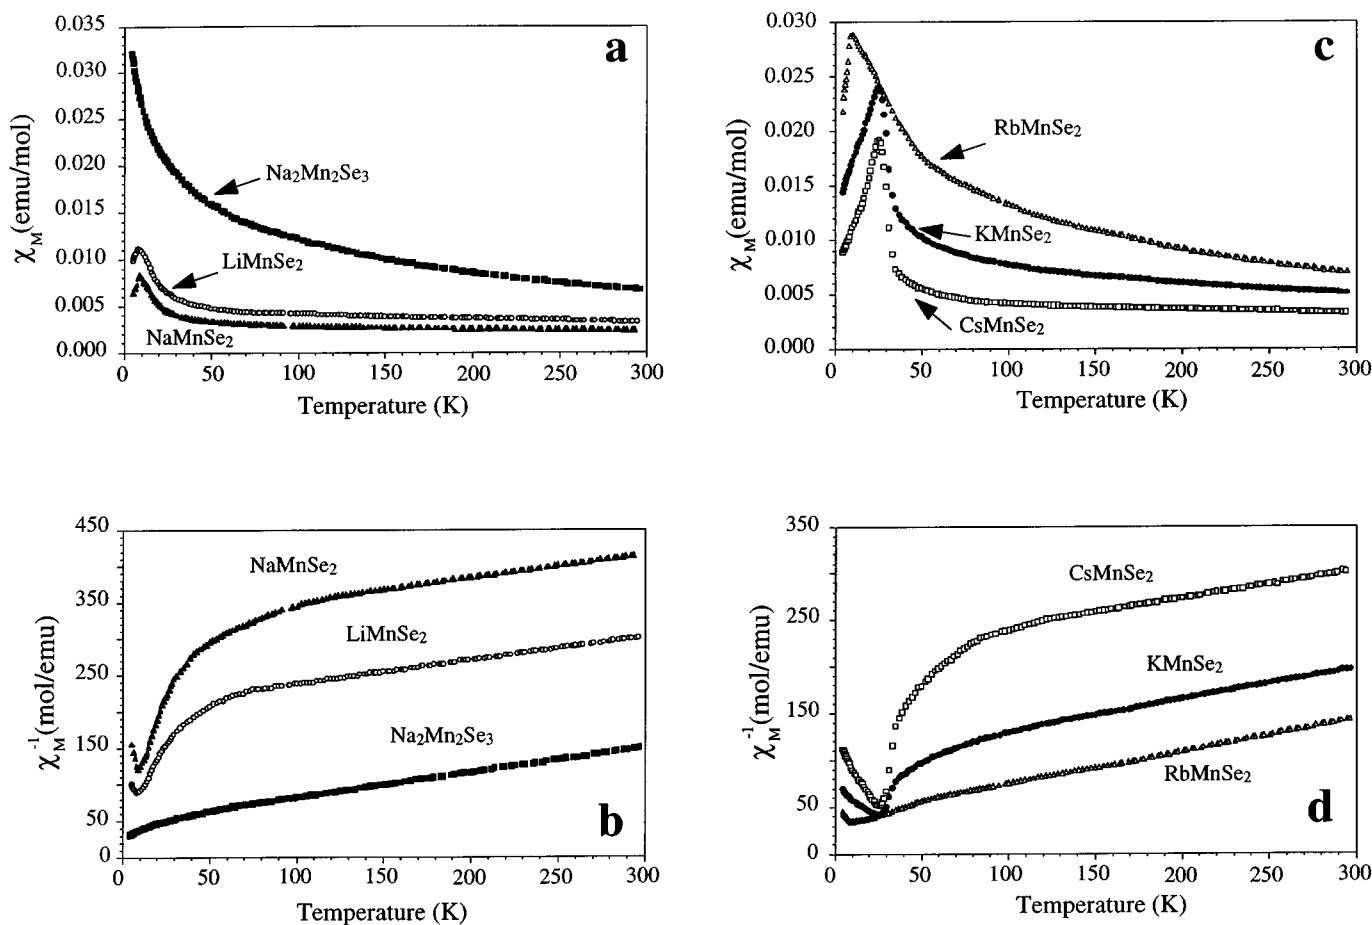 a
χM(emu/mol)
0.035
0.030
0.025
0.020
0.015
0.010
0.005
0.000
Na2Mn2Se3
LiMnSe2
NaMnSe2
0 50 100 150 200 250 300
Temperature (K)
c
χM(emu/mol)
0.030
0.025
0.020
0.015
0.010
0.005
0.000
RbMnSe2
KMnSe2
CsMnSe2
0 50 100 150 200 250 300
Temperature (K)
b
χM-1(mol/emu)
450
350
250
150
50
0
NaMnSe2
LiMnSe2
Na2Mn2Se3
0 50 100 150 200 250 300
Temperature (K)
d
χM-1(mol/emu)
350
250
150
50
0
CsMnSe2
KMnSe2
RbMnSe2
0 50 100 150 200 250 300
Temperature (K)